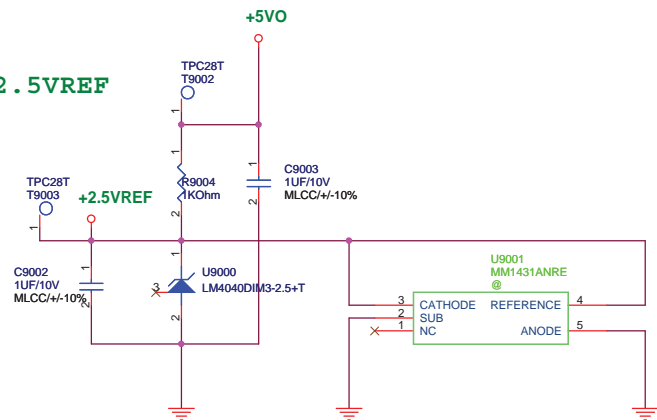 +5VO
2.5VREF
TPC28T
T9002
1
1
1
R9004
1KOhm
2
C9003
1UF/10V
MLCC/+/-10%
2
TPC28T
T9003
1
+2.5VREF
C9002
1UF/10V
MLCC/+/-10%
1
2
1
3
2
U9000
LM4040DIM3-2.5+T
U9001
MM1431ANRE
@
3 CATHODE REFERENCE 4
2 SUB
1 NC ANODE 5